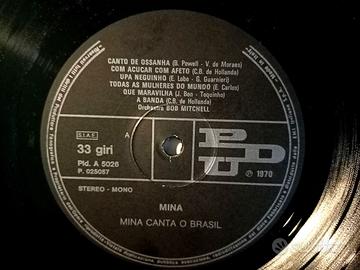 CANTO DE OSSANHA (B. Powell - V. de Moraes)
COM AÇUCAR COM AFETO (C.B. de Hollanda)
UPA NEGUINHO (E. Lobo - G. Guarnieri)
TODAS AS MULHERES DO MUNDO (E. Carlos)
QUE MARAVILHA (J. Ben - Toquinho)
A BANDA (C.B. de Hollanda)
Orchestra BOB MITCHELL
S.I.A.E.
A
33 giri
Pld. A 5026
P. 025057
PDU
℗ 1970
STEREO - MONO
MINA
MINA CANTA O BRASIL